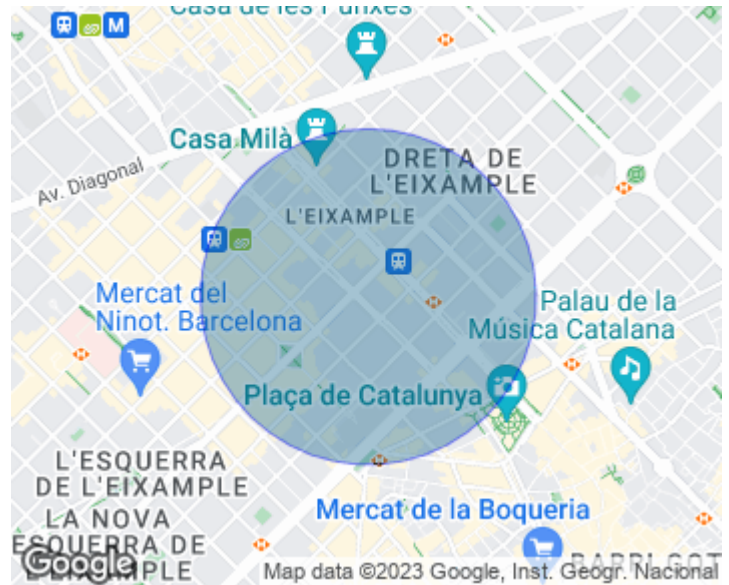 Casa de les Punxes
M
Casa Milà
DRETA DE
L'EIXAMPLE
Av. Diagonal
L'EIXAMPLE
Mercat del
Ninot. Barcelona
Palau de la
Música Catalana
Plaça de Catalunya
L'ESQUERRA
DE L'EIXAMPLE
LA NOVA
ESQUERRA DE
L'EIXAMPLE
Mercat de la Boqueria
BARRI GÒT
Google
Map data ©2023 Google, Inst. Geogr. Nacional